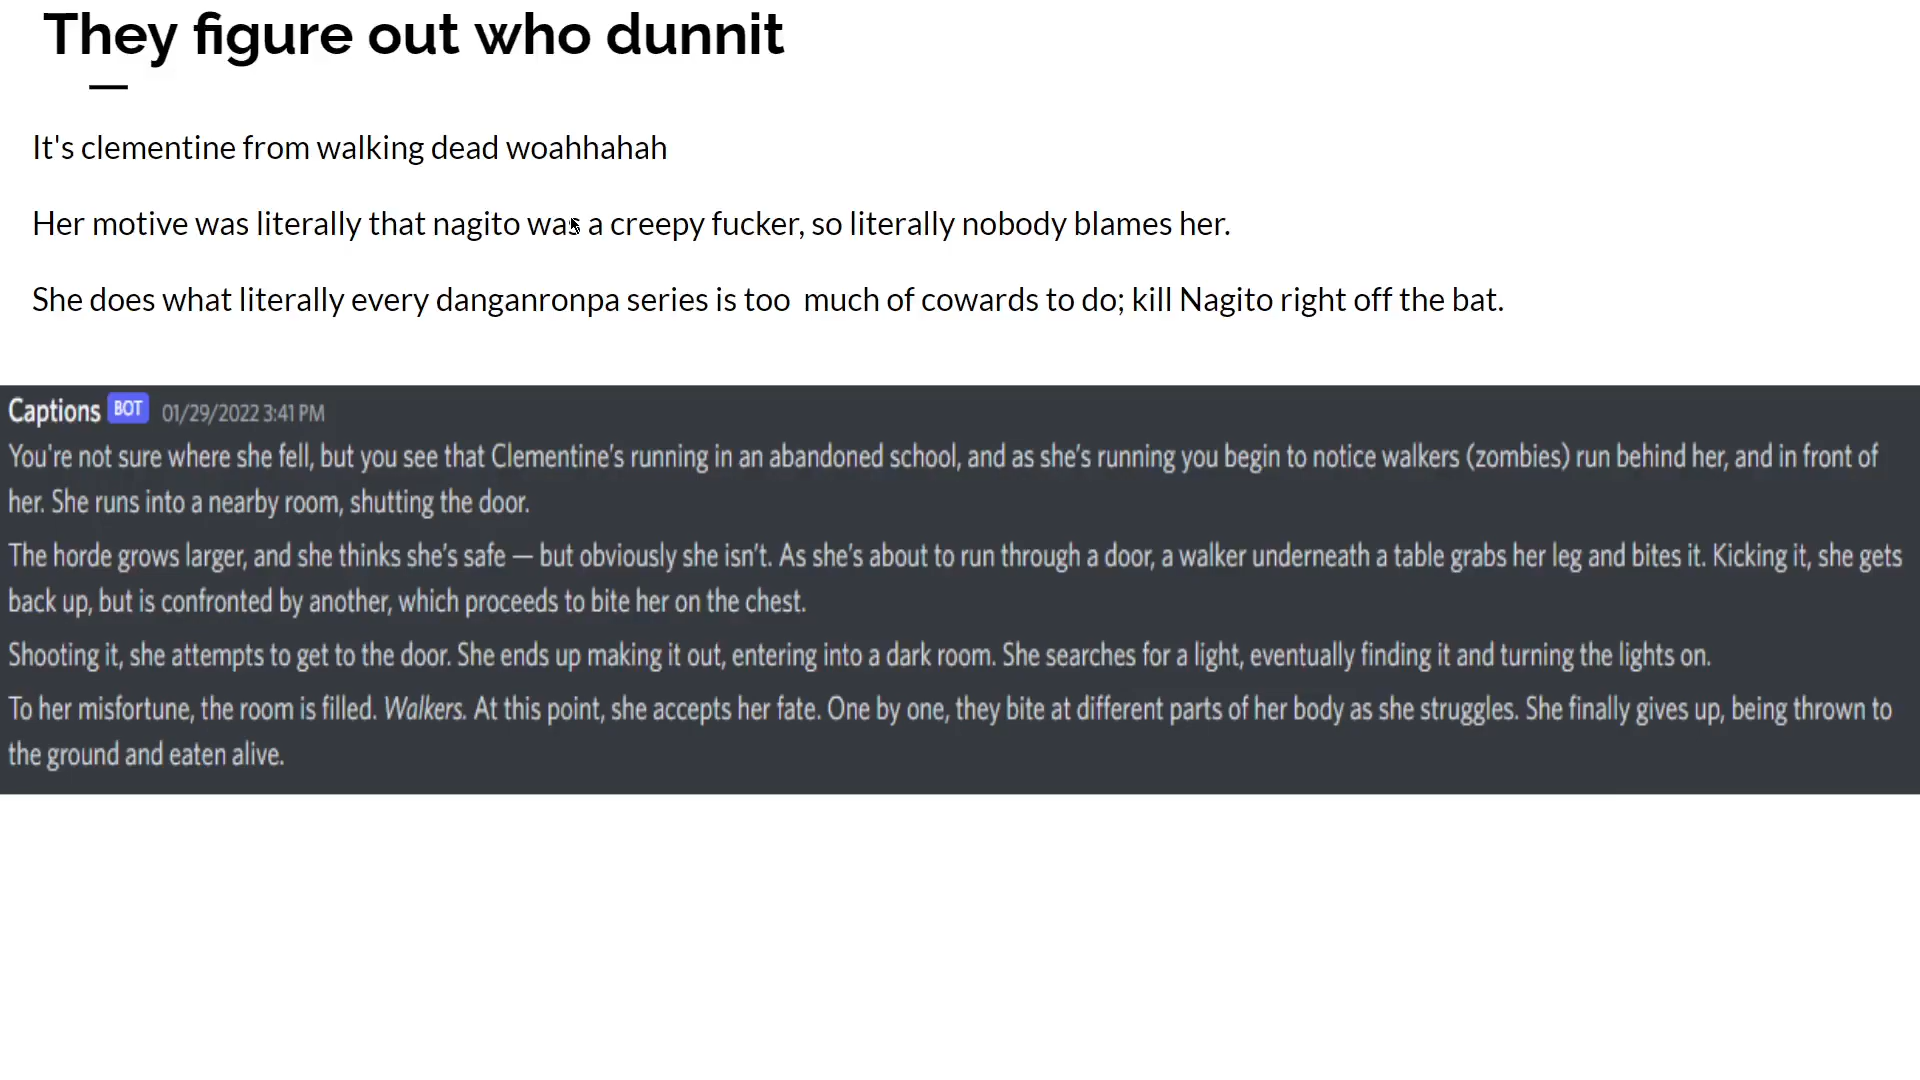 They figure out who dunnit
It's clementine from walking dead woahhahah
Her motive was literally that nagito was a creepy fucker, so literally nobody blames her.
She does what literally every danganronpa series is too  much of cowards to do; kill Nagito right off the bat.
Captions BOT 01/29/2022 3:41 PM
You're not sure where she fell, but you see that Clementine's running in an abandoned school, and as she's running you begin to notice walkers (zombies) run behind her, and in front of
her. She runs into a nearby room, shutting the door.
The horde grows larger, and she thinks she's safe — but obviously she isn't. As she's about to run through a door, a walker underneath a table grabs her leg and bites it. Kicking it, she gets
back up, but is confronted by another, which proceeds to bite her on the chest.
Shooting it, she attempts to get to the door. She ends up making it out, entering into a dark room. She searches for a light, eventually finding it and turning the lights on.
To her misfortune, the room is filled. Walkers. At this point, she accepts her fate. One by one, they bite at different parts of her body as she struggles. She finally gives up, being thrown to
the ground and eaten alive.